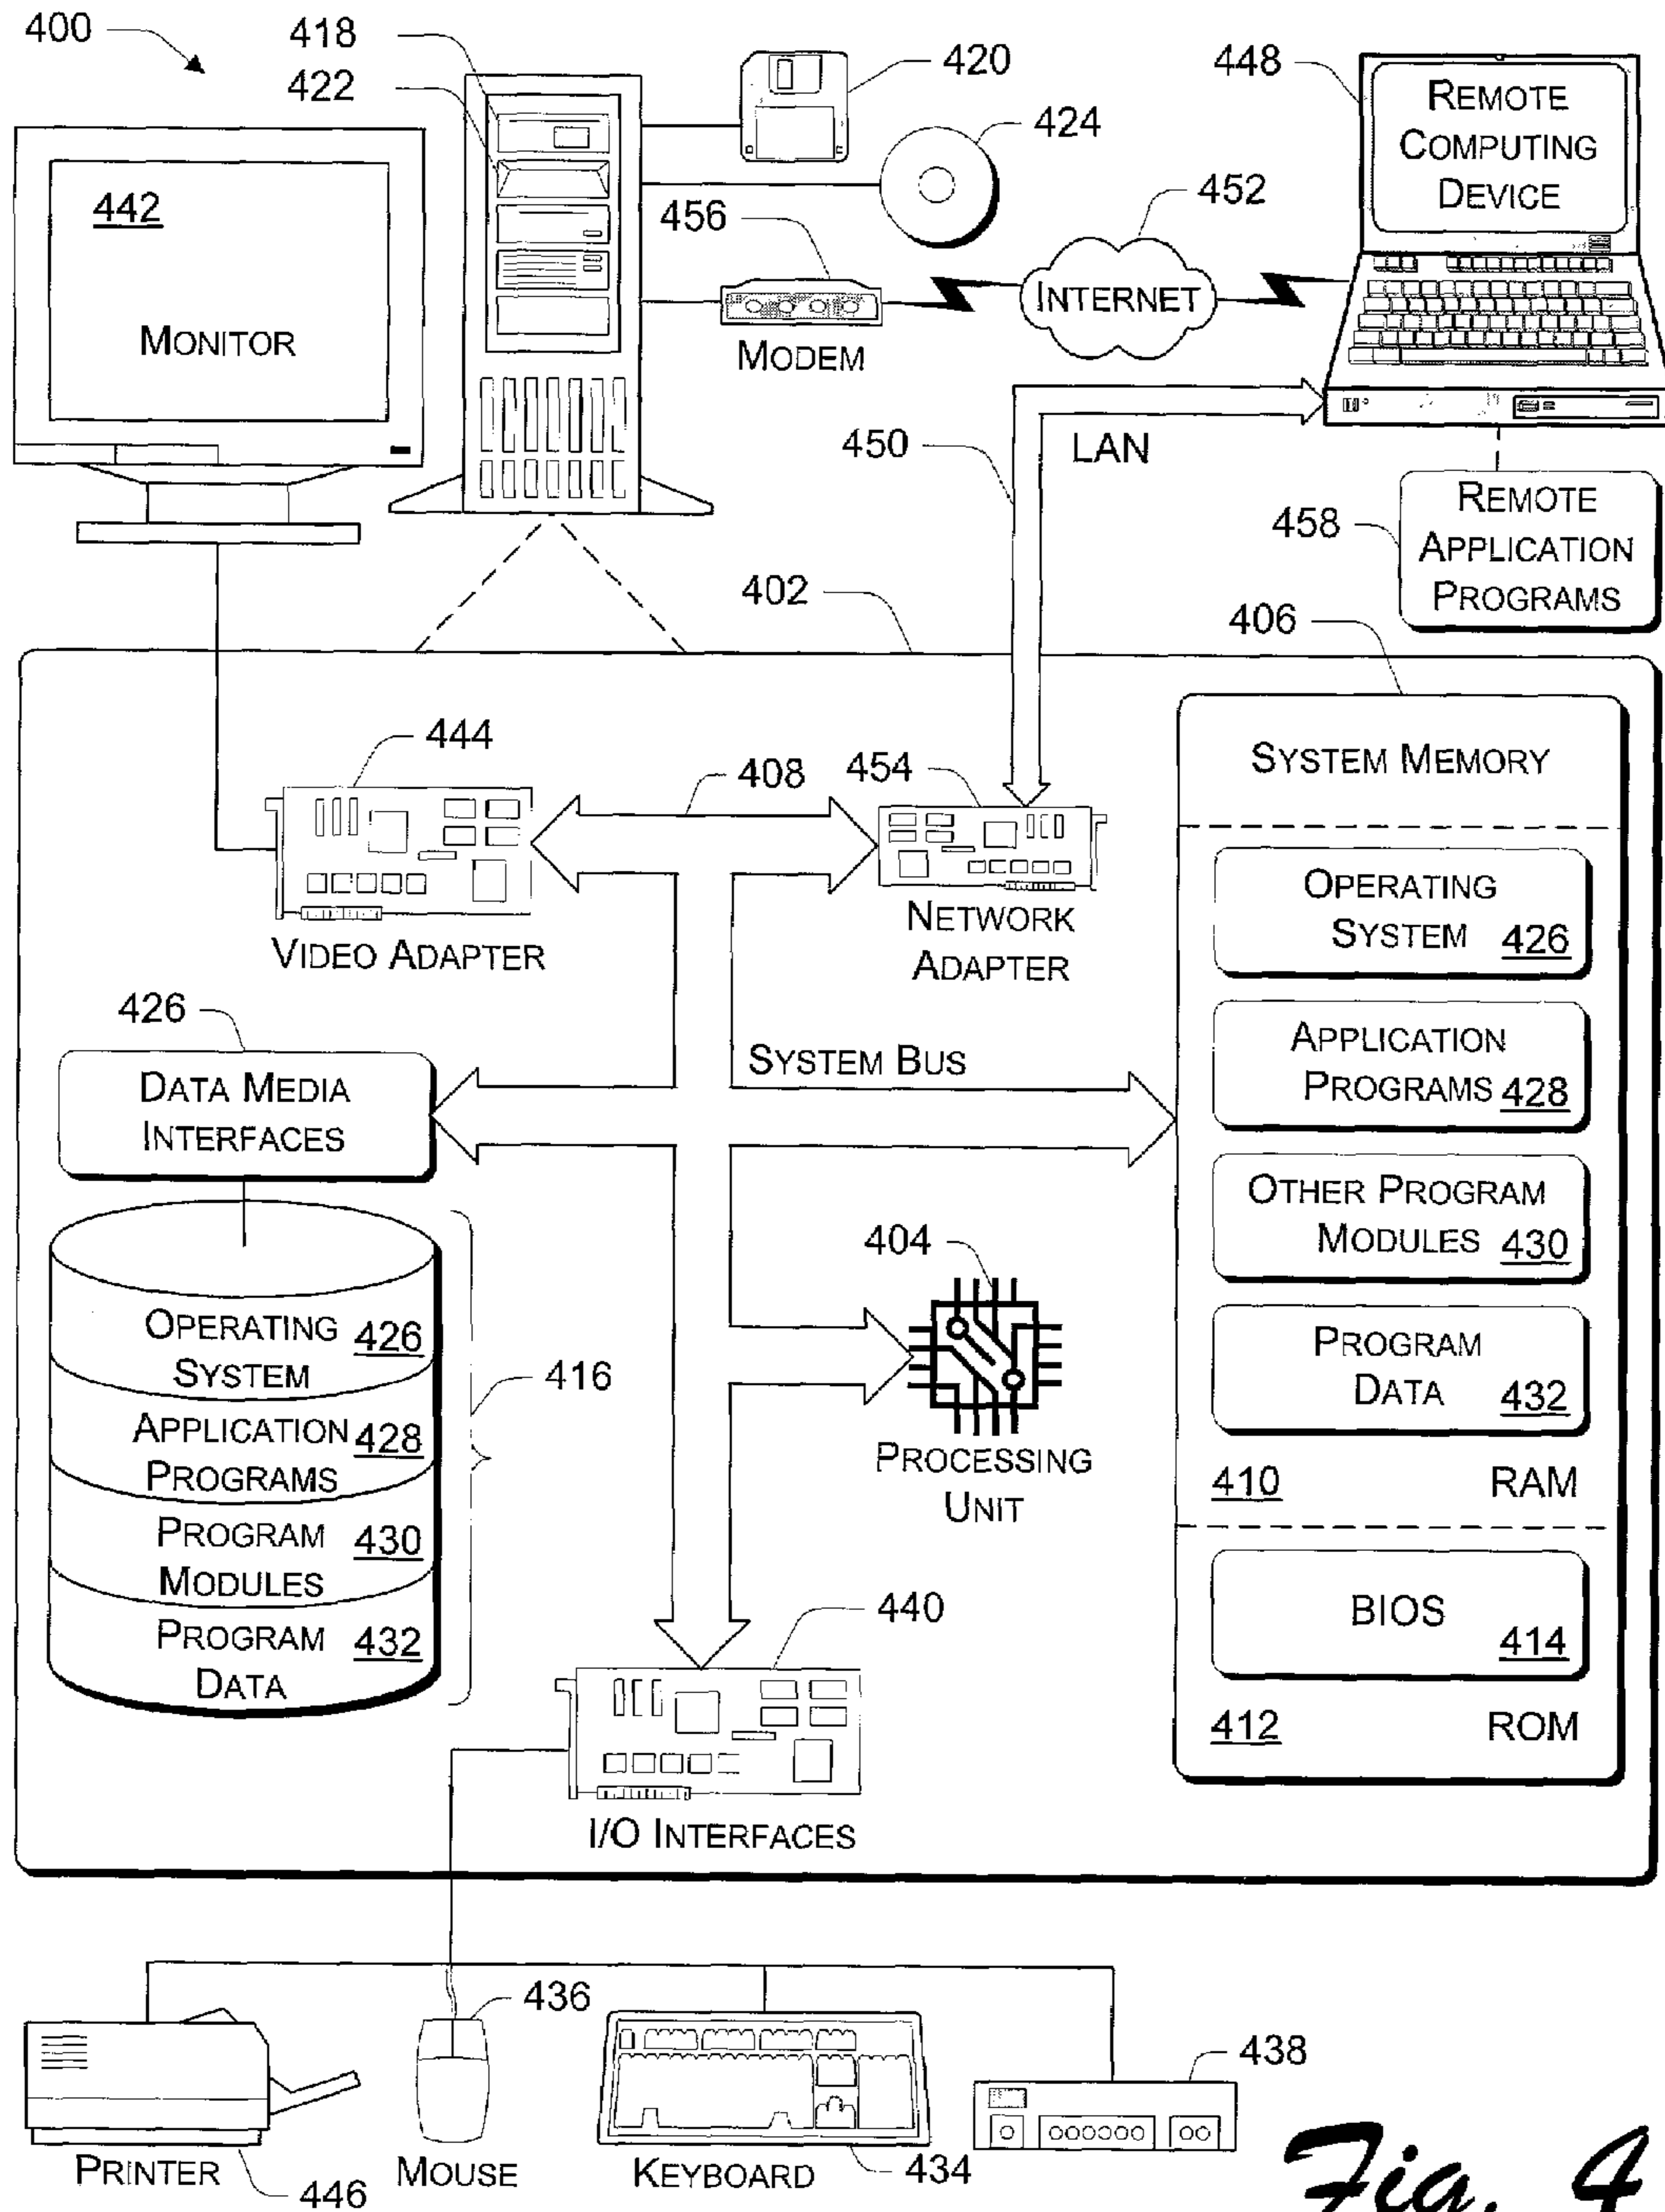 400
418
422
420
424
448
REMOTE
COMPUTING
DEVICE
442
MONITOR
456
MODEM
452
INTERNET
450
LAN
458
REMOTE
APPLICATION
PROGRAMS
402
406
444
VIDEO ADAPTER
408
454
NETWORK
ADAPTER
SYSTEM MEMORY
OPERATING
SYSTEM 426
APPLICATION
PROGRAMS 428
OTHER PROGRAM
MODULES 430
PROGRAM
DATA 432
410 RAM
BIOS
414
412 ROM
426
DATA MEDIA
INTERFACES
SYSTEM BUS
OPERATING 426
SYSTEM
APPLICATION 428
PROGRAMS
PROGRAM 430
MODULES
PROGRAM 432
DATA
416
404
PROCESSING
UNIT
440
I/O INTERFACES
PRINTER
446
436
MOUSE
KEYBOARD
434
438
Fig. 4